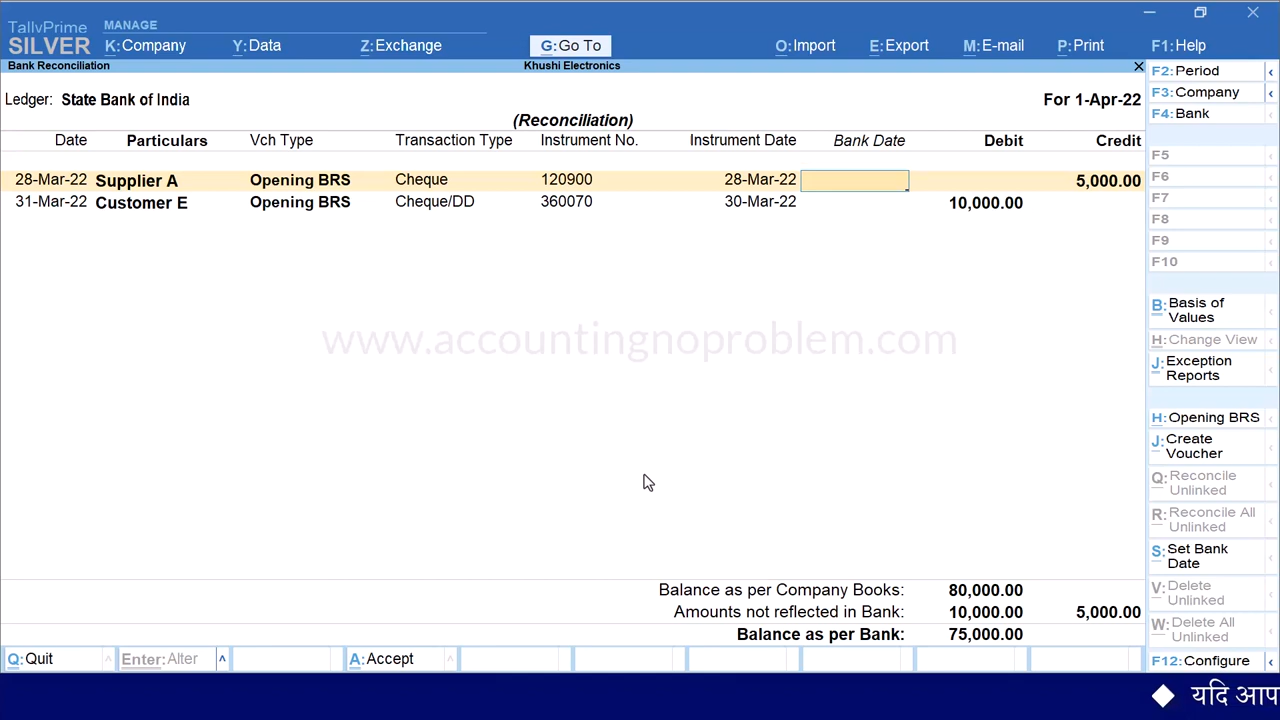 TallyPrime MANAGE
SILVER K:Company Y:Data Z:Exchange G:Go To O:Import E:Export M:E-mail P:Print F1:Help
Bank Reconciliation Khushi Electronics
Ledger: State Bank of India For 1-Apr-22
(Reconciliation)
Date Particulars Vch Type Transaction Type Instrument No. Instrument Date Bank Date Debit Credit
28-Mar-22 Supplier A Opening BRS Cheque 120900 28-Mar-22 5,000.00
31-Mar-22 Customer E Opening BRS Cheque/DD 360070 30-Mar-22 10,000.00
www.accountingnoproblem.com
Balance as per Company Books: 80,000.00
Amounts not reflected in Bank: 10,000.00 5,000.00
Balance as per Bank: 75,000.00
Q:Quit Enter:Alter A:Accept
F2:Period
F3:Company
F4:Bank
F5
F6
F7
F8
F9
F10
B:Basis of
Values
H:Change View
J:Exception
Reports
H:Opening BRS
J:Create
Voucher
Q:Reconcile
Unlinked
R:Reconcile All
Unlinked
S:Set Bank
Date
V:Delete
Unlinked
W:Delete All
Unlinked
F12:Configure
यदि आप